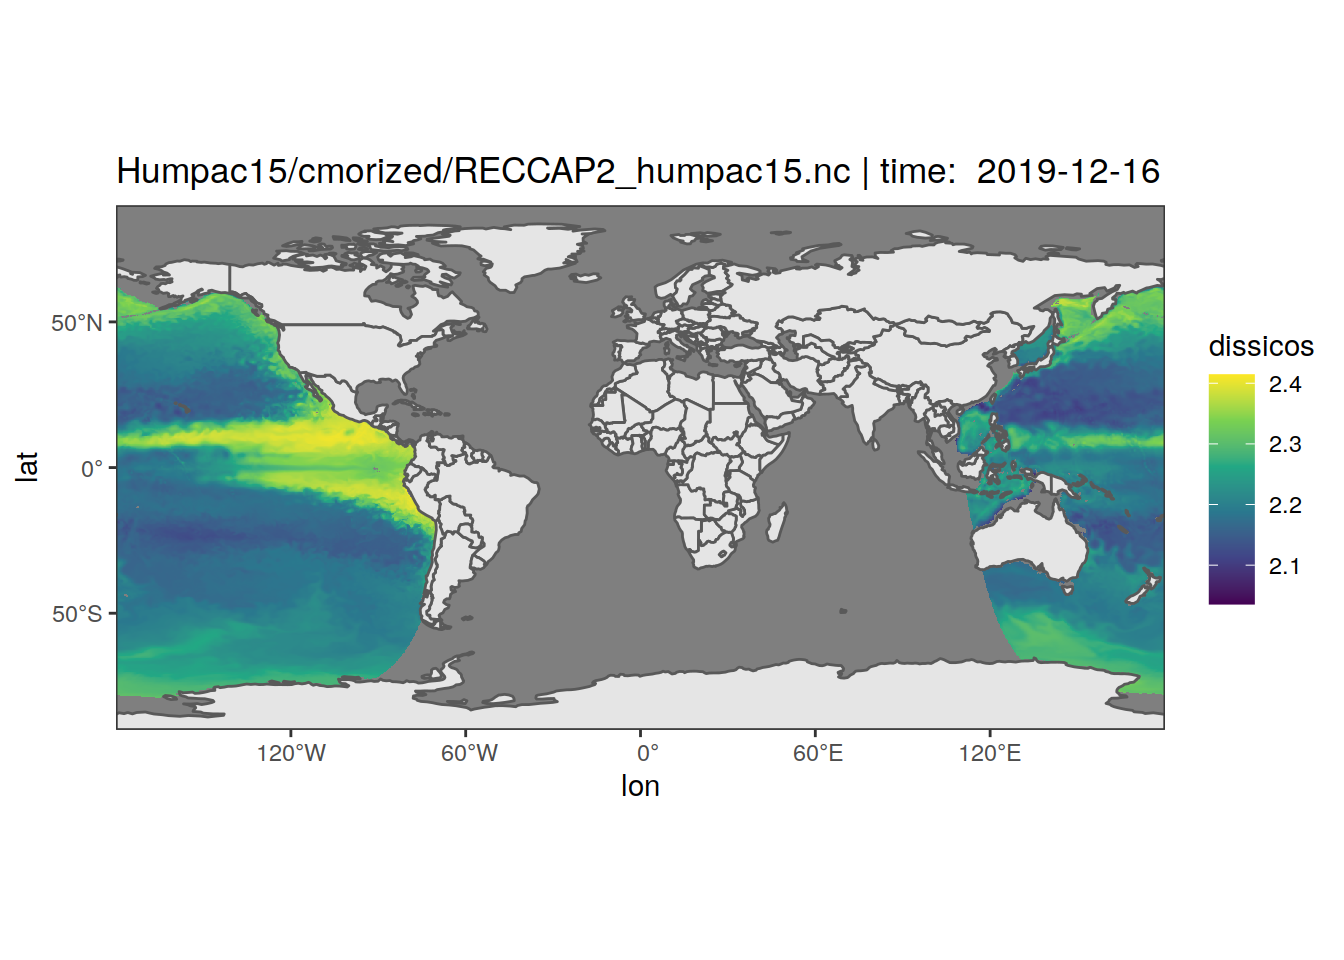 Humpac15/cmorized/RECCAP2_humpac15.nc | time:  2019-12-16
50°N
0°
50°S
lat
120°W
60°W
0°
60°E
120°E
lon
dissicos
2.4
2.3
2.2
2.1